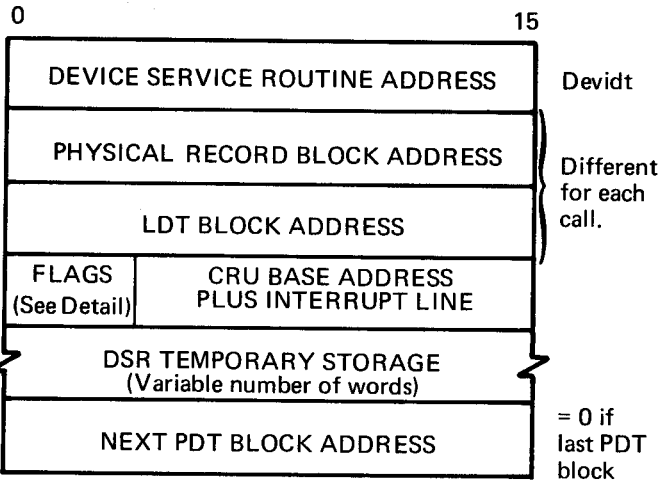 0 15
DEVICE SERVICE ROUTINE ADDRESS Devidt
PHYSICAL RECORD BLOCK ADDRESS
LDT BLOCK ADDRESS
Different
for each
call.
FLAGS
(See Detail)
CRU BASE ADDRESS
PLUS INTERRUPT LINE
DSR TEMPORARY STORAGE
(Variable number of words)
NEXT PDT BLOCK ADDRESS
= 0 if
last PDT
block